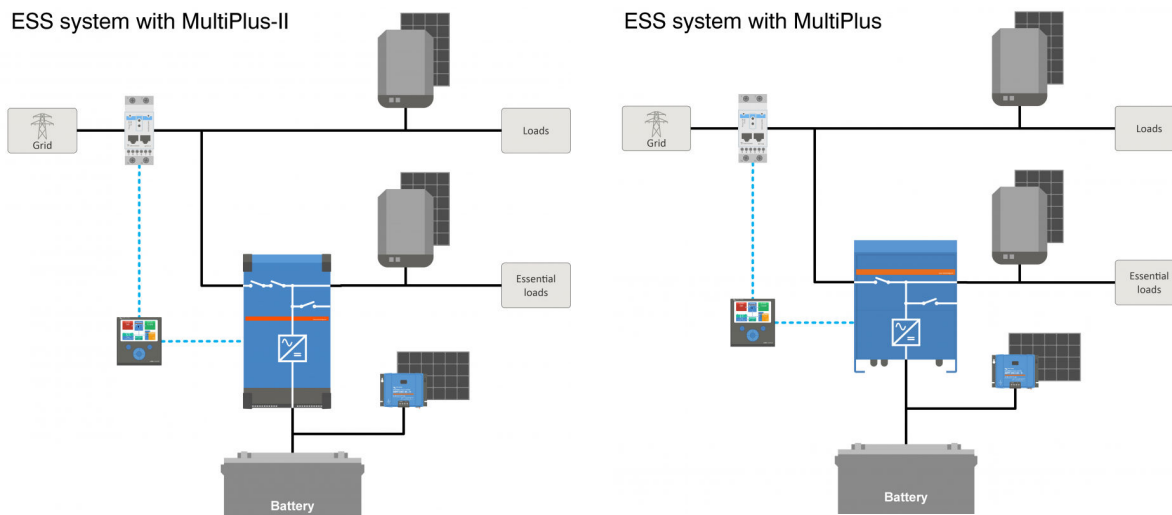 ESS system with MultiPlus-II
Grid
Loads
Essential
loads
Battery
ESS system with MultiPlus
Grid
Loads
Essential
loads
Battery